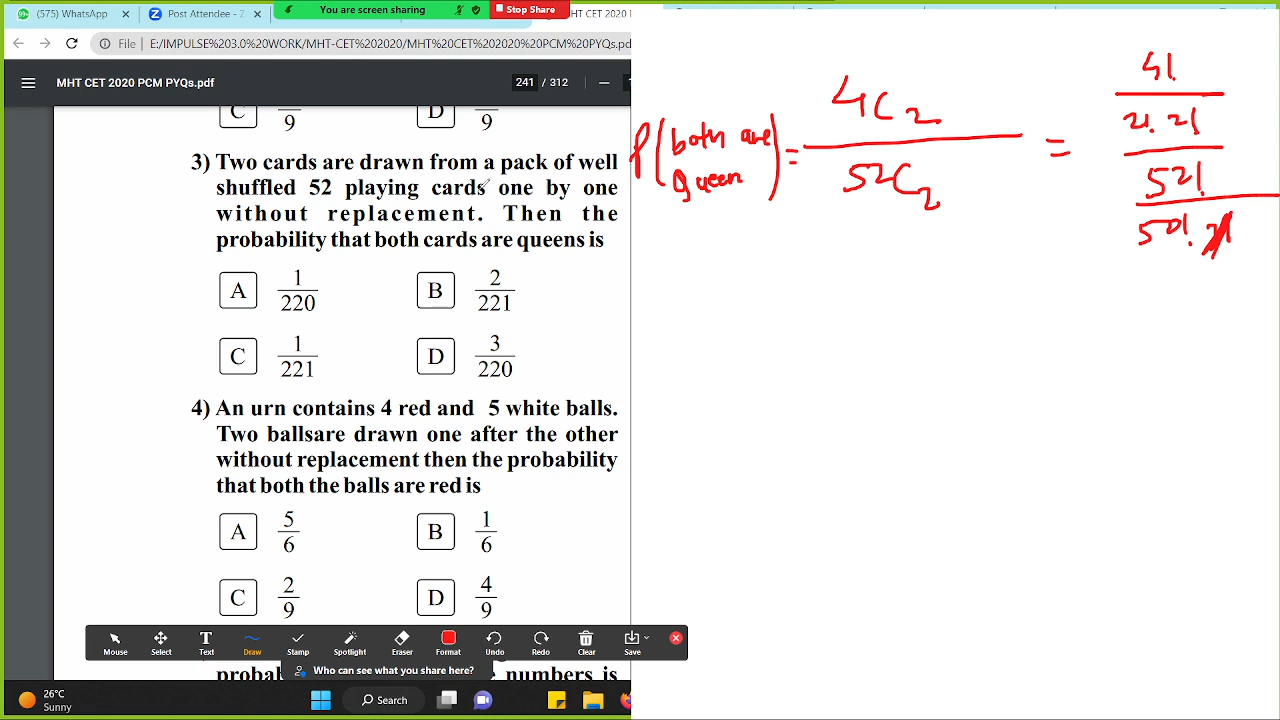 (575) WhatsApp
Post Attendee - Z
You are screen sharing
Stop Share
HT CET 2020 PC
File E:/IMPULSE%203.0%20WORK/MHT-CET%202020/MHT%20CET%202020%20PCM%20PYQs.p
MHT CET 2020 PCM PYQs.pdf
241 / 312
C 9 D 9
3) Two cards are drawn from a pack of well
shuffled 52 playing cards one by one
without replacement. Then the
probability that both cards are queens is
A 1/220 B 2/221
C 1/221 D 3/220
4) An urn contains 4 red and 5 white balls.
Two ballsare drawn one after the other
without replacement then the probability
that both the balls are red is
A 5/6 B 1/6
C 2/9 D 4/9
Mouse Select Text Draw Stamp Spotlight Eraser Format Undo Redo Clear Save
Who can see what you share here?
numbers is
26°C
Sunny
Search
P(both are Queen) = 4C2 / 52C2 = 4! / 2!.2! / 52! / 50!.2!